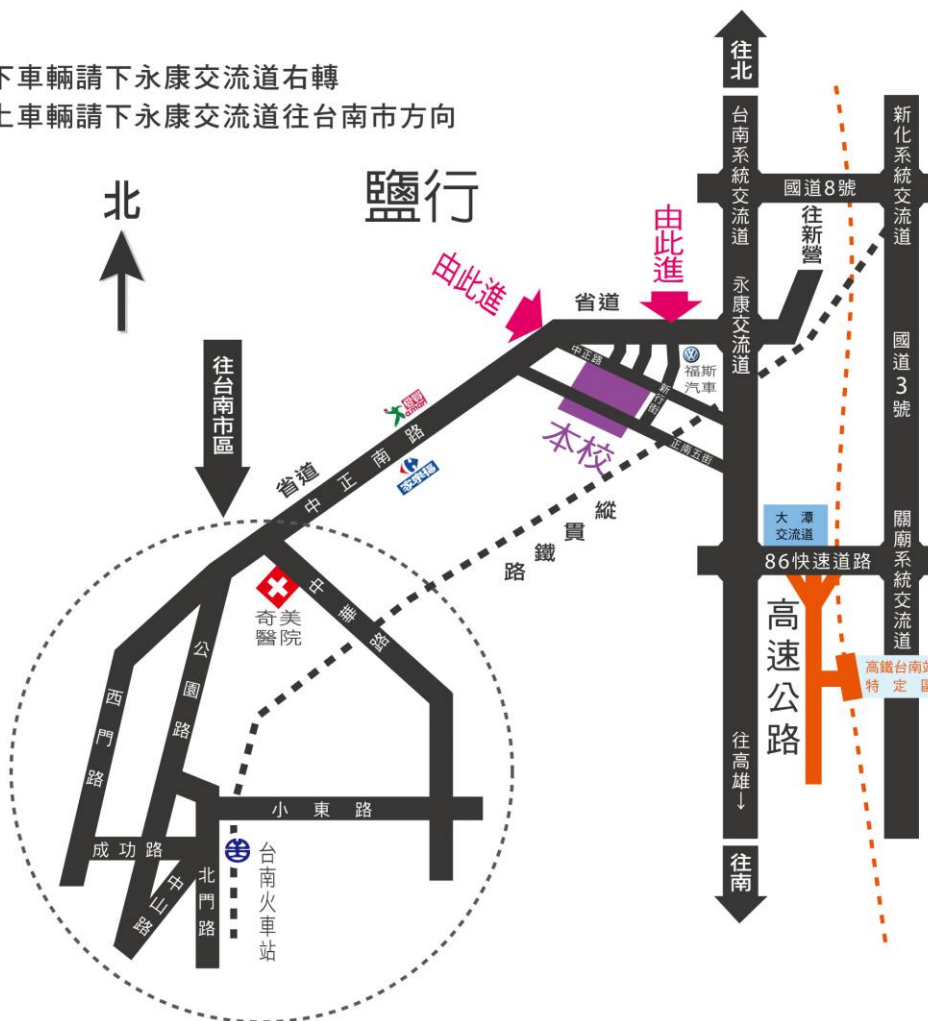 下車輛請下永康交流道右轉
上車輛請下永康交流道往台南市方向
北
鹽行
往北
台南系統交流道
新化系統交流道
國道8號
往新營
由此進
由此進
省道
永康交流道
國道3號
中正路
福斯
汽車
新行街
本校
正南五街
往台南市區
愛買
a.mart
家樂福
省道
中正南路
縱貫鐵路
大潭
交流道
86快速道路
關廟系統交流道
高速公路
高鐵台南站
特定區
奇美
醫院
中華路
公園路
西門路
小東路
成功路
中山路
北門路
台南火車站
往高雄↓
往南